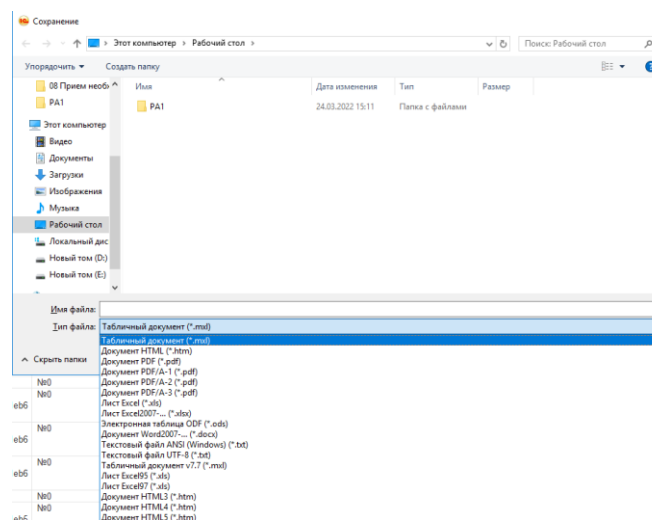 Сохранение
Этот компьютер > Рабочий стол >
Поиск: Рабочий стол
Упорядочить Создать папку
08 Прием необх
PA1
Этот компьютер
Видео
Документы
Загрузки
Изображения
Музыка
Рабочий стол
Локальный дис
Новый том (D:)
Новый том (E:)
Имя Дата изменения Тип Размер
PA1 24.03.2022 15:11 Папка с файлами
Имя файла:
Тип файла: Табличный документ (*.mxl)
Табличный документ (*.mxl)
Документ HTML (*.htm)
Документ PDF (*.pdf)
Документ PDF/A-1 (*.pdf)
Документ PDF/A-2 (*.pdf)
Документ PDF/A-3 (*.pdf)
Лист Excel (*.xls)
Лист Excel2007-... (*.xlsx)
Электронная таблица ODF (*.ods)
Документ Word2007-... (*.docx)
Текстовый файл ANSI (Windows) (*.txt)
Текстовый файл UTF-8 (*.txt)
Табличный документ v7.7 (*.mxl)
Лист Excel95 (*.xls)
Лист Excel97 (*.xls)
Документ HTML3 (*.htm)
Документ HTML4 (*.htm)
Документ HTML5 (*.htm)
Скрыть папки
№0
№0
eb6
№0
eb6
№0
eb6
№0
№0
eb6